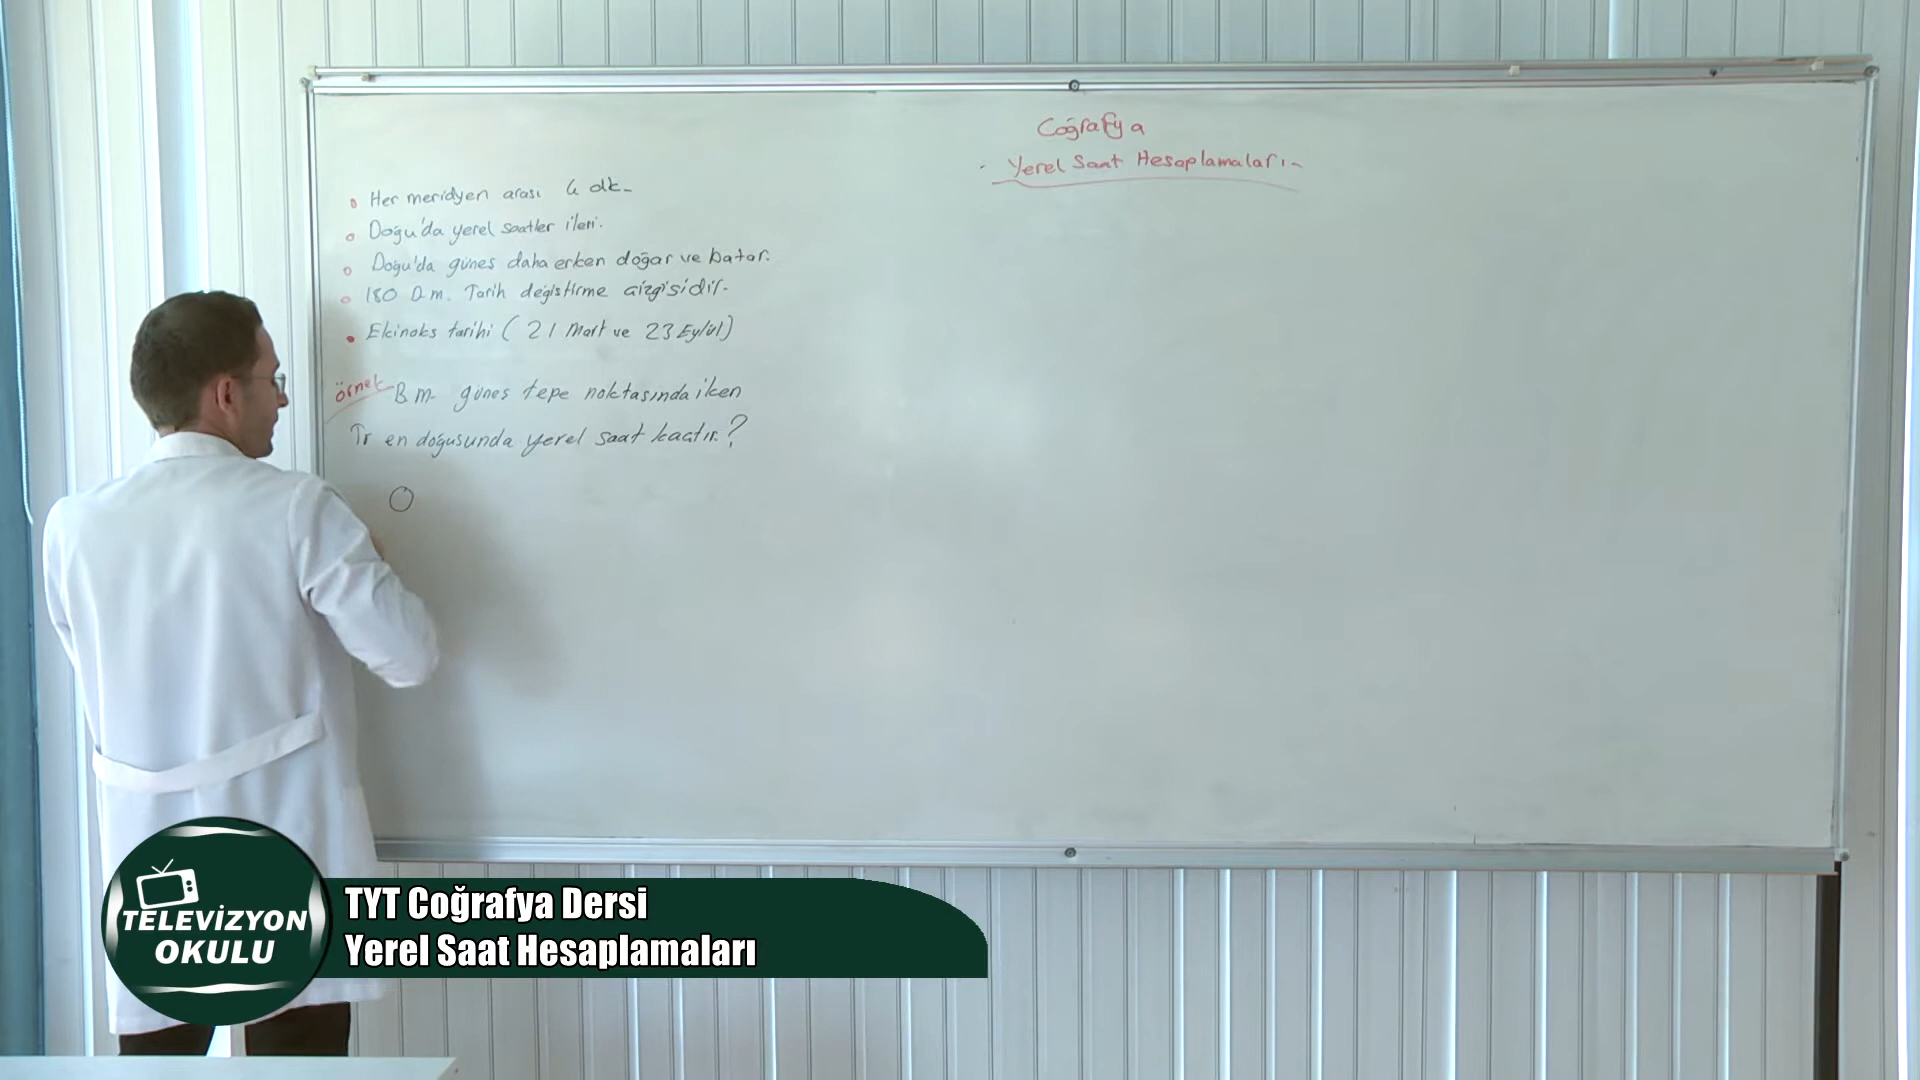 Coğrafya
Yerel Saat Hesaplamaları
Her meridyen arası 4 dk
Doğu'da yerel saatler ileri.
Doğu'da güneş daha erken doğar ve batar.
180 D.m. Tarih değiştirme çizgisidir.
Ekinoks tarihi ( 21 Mart ve 23 Eylül)
örnek B.m güneş tepe noktasında iken
Tr en doğusunda yerel saat kaçtır.?
TELEVİZYON
OKULU
TYT Coğrafya Dersi
Yerel Saat Hesaplamaları